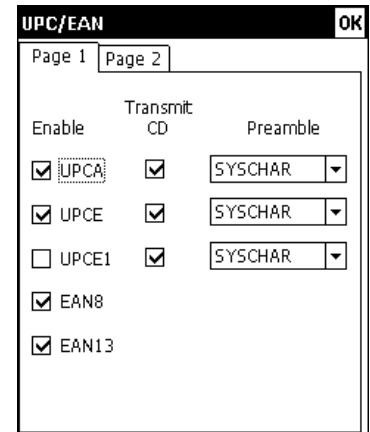 UPC/EAN OK
Page 1 Page 2
Transmit
Enable CD Preamble
UPCA SYSCHAR
UPCE SYSCHAR
UPCE1 SYSCHAR
EAN8
EAN13